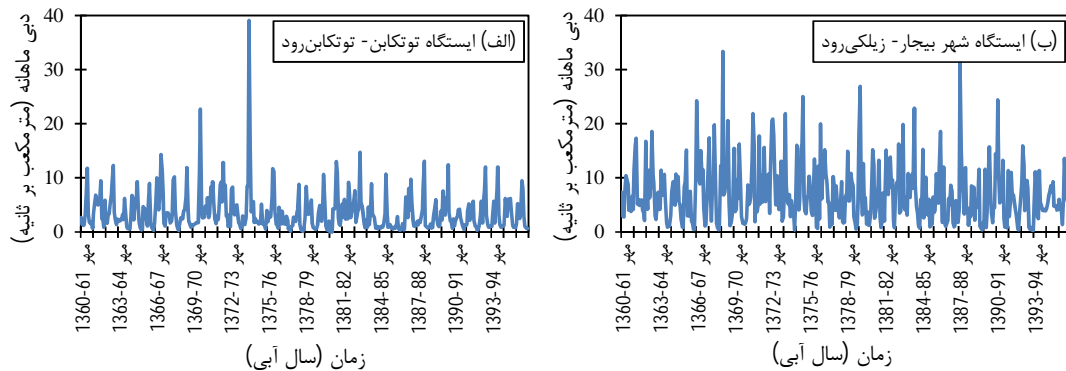 (الف) ایستگاه توتکابن- توتکابن‌رود
دبی ماهانه (مترمکعب بر ثانیه)
40
30
20
10
0
مهر مهر مهر مهر مهر مهر مهر مهر مهر مهر مهر مهر
1360-61 1363-64 1366-67 1369-70 1372-73 1375-76 1378-79 1381-82 1384-85 1387-88 1390-91 1393-94
زمان (سال آبی)
(ب) ایستگاه شهر بیجار- زیلکی‌رود
دبی ماهانه (مترمکعب بر ثانیه)
40
30
20
10
0
مهر مهر مهر مهر مهر مهر مهر مهر مهر مهر مهر مهر
1360-61 1363-64 1366-67 1369-70 1372-73 1375-76 1378-79 1381-82 1384-85 1387-88 1390-91 1393-94
زمان (سال آبی)